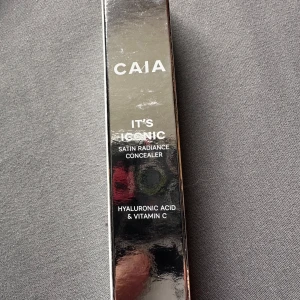 CAIA
IT'S
ICONIC
SATIN RADIANCE
CONCEALER
HYALURONIC ACID
& VITAMIN C